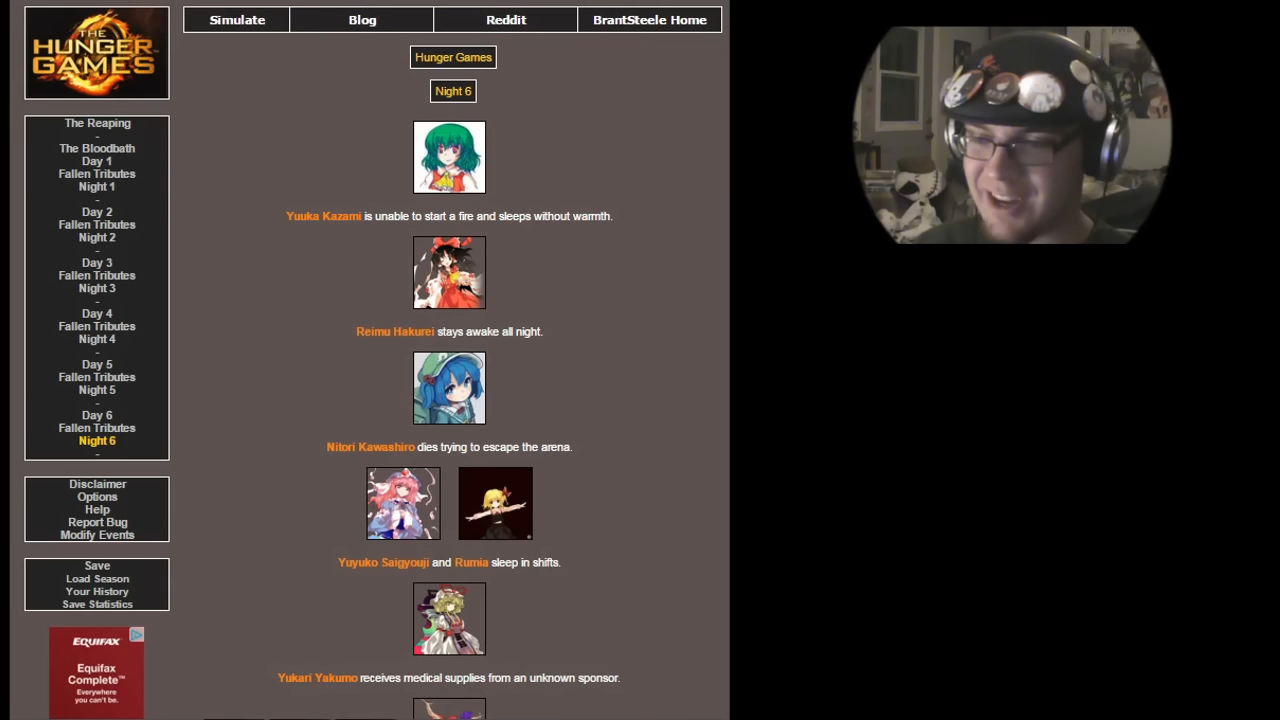 THE
HUNGER
GAMES
Simulate
Blog
Reddit
BrantSteele Home
Hunger Games
Night 6
The Reaping
-
The Bloodbath
Day 1
Fallen Tributes
Night 1
-
Day 2
Fallen Tributes
Night 2
-
Day 3
Fallen Tributes
Night 3
-
Day 4
Fallen Tributes
Night 4
-
Day 5
Fallen Tributes
Night 5
-
Day 6
Fallen Tributes
Night 6
-
Disclaimer
Options
Help
Report Bug
Modify Events
Save
Load Season
Your History
Save Statistics
EQUIFAX
Equifax
Complete™
Everywhere
you can't be.
Yuuka Kazami is unable to start a fire and sleeps without warmth.
Reimu Hakurei stays awake all night.
Nitori Kawashiro dies trying to escape the arena.
Yuyuko Saigyouji and Rumia sleep in shifts.
Yukari Yakumo receives medical supplies from an unknown sponsor.